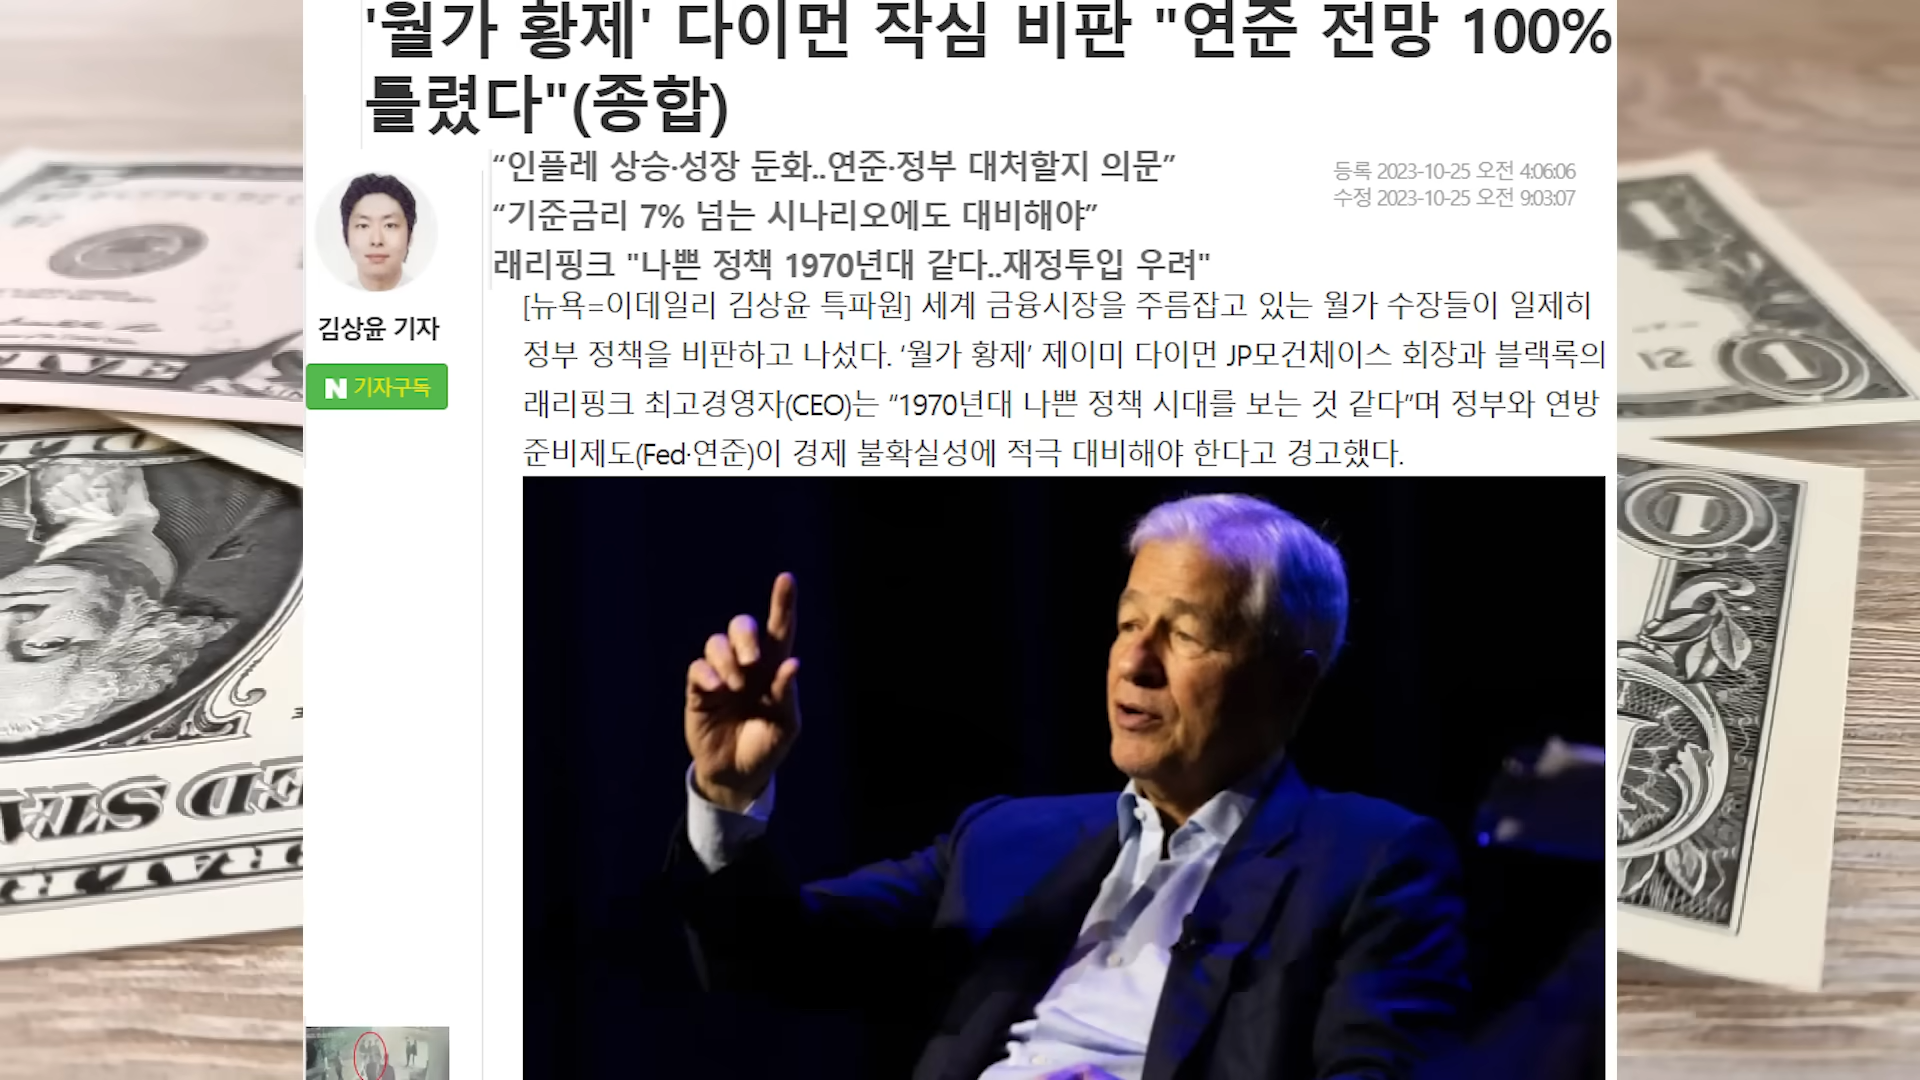 '월가 황제' 다이먼 작심 비판 "연준 전망 100%
틀렸다"(종합)
“인플레 상승·성장 둔화..연준·정부 대처할지 의문”
“기준금리 7% 넘는 시나리오에도 대비해야”
래리핑크 "나쁜 정책 1970년대 같다..재정투입 우려"
등록 2023-10-25 오전 4:06:06
수정 2023-10-25 오전 9:03:07
김상윤 기자
N 기자구독
[뉴욕=이데일리 김상윤 특파원] 세계 금융시장을 주름잡고 있는 월가 수장들이 일제히
정부 정책을 비판하고 나섰다. ‘월가 황제’ 제이미 다이먼 JP모건체이스 회장과 블랙록의
래리핑크 최고경영자(CEO)는 “1970년대 나쁜 정책 시대를 보는 것 같다”며 정부와 연방
준비제도(Fed·연준)이 경제 불확실성에 적극 대비해야 한다고 경고했다.
1
12
1
1